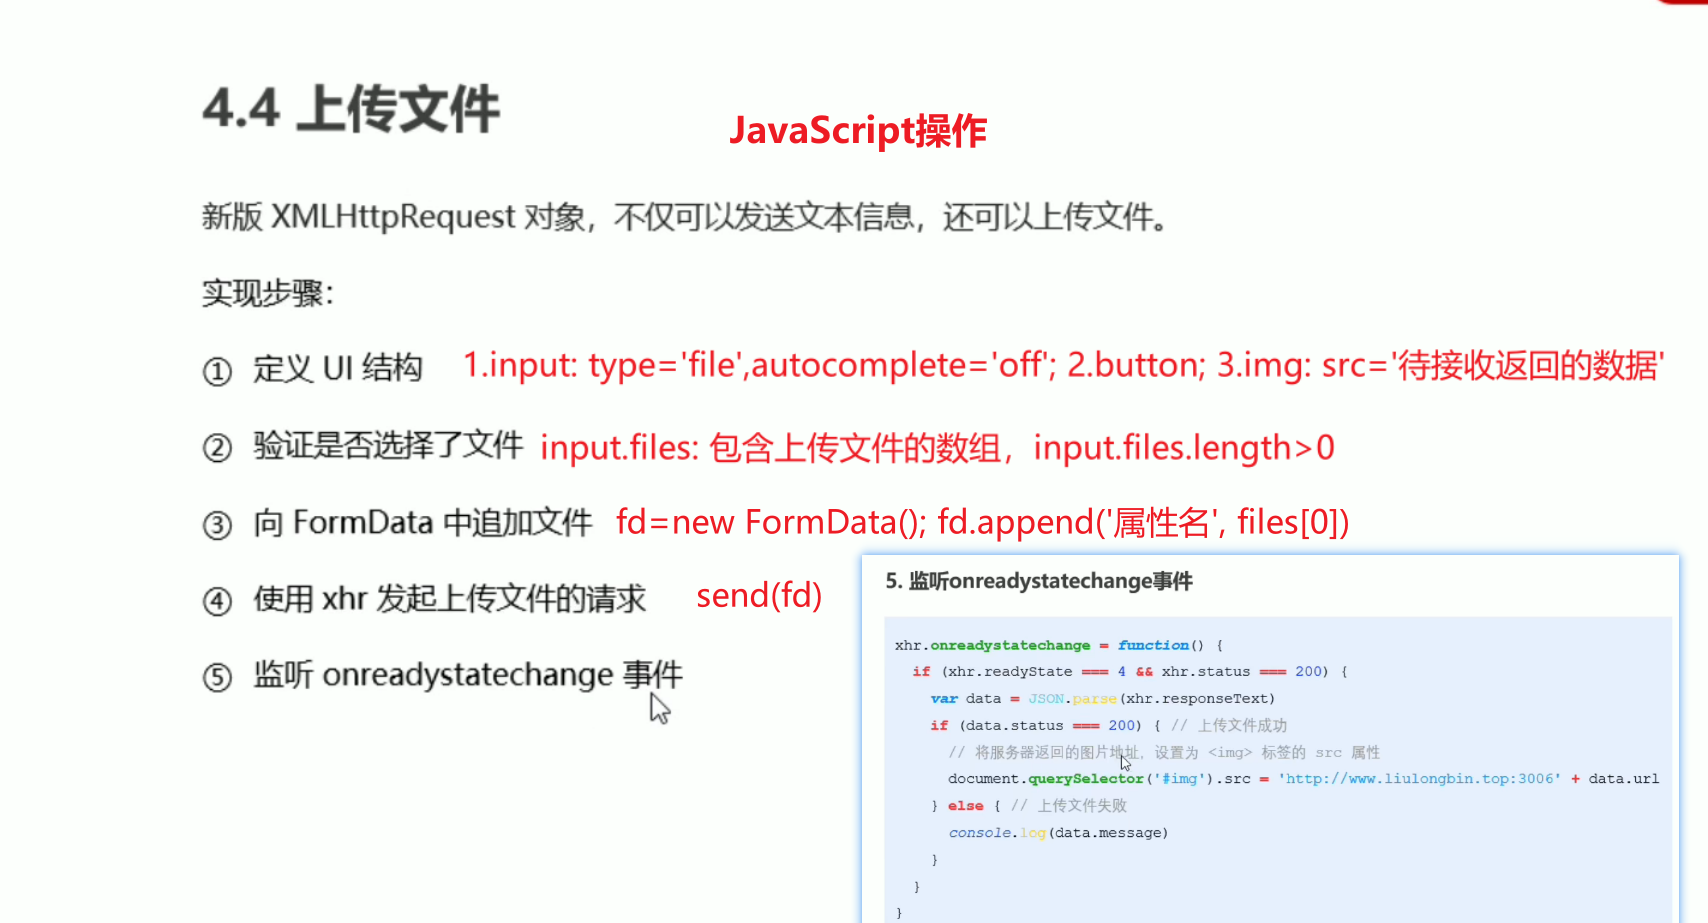 4.4 上传文件
JavaScript操作
新版 XMLHttpRequest 对象，不仅可以发送文本信息，还可以上传文件。
实现步骤：
① 定义 UI 结构 1.input: type='file',autocomplete='off'; 2.button; 3.img: src='待接收返回的数据'
② 验证是否选择了文件 input.files: 包含上传文件的数组，input.files.length>0
③ 向 FormData 中追加文件 fd=new FormData(); fd.append('属性名', files[0])
④ 使用 xhr 发起上传文件的请求 send(fd)
⑤ 监听 onreadystatechange 事件
5. 监听onreadystatechange事件
xhr.onreadystatechange = function() {
if (xhr.readyState === 4 && xhr.status === 200) {
var data = JSON.parse(xhr.responseText)
if (data.status === 200) { // 上传文件成功
// 将服务器返回的图片地址，设置为 <img> 标签的 src 属性
document.querySelector('#img').src = 'http://www.liulongbin.top:3006' + data.url
} else { // 上传文件失败
console.log(data.message)
}
}
}